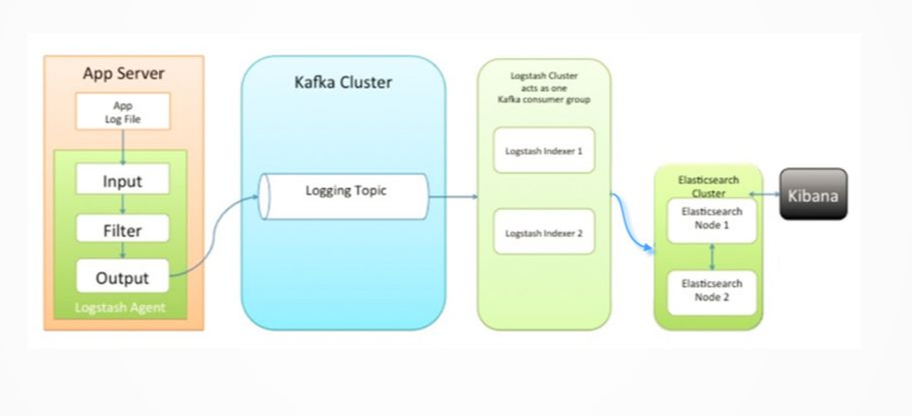 App Server
App
Log File
Input
Filter
Output
Logstash Agent
Kafka Cluster
Logging Topic
Logstash Cluster
acts as one
Kafka consumer group
Logstash Indexer 1
Logstash Indexer 2
Elasticsearch
Cluster
Elasticsearch
Node 1
Elasticsearch
Node 2
Kibana